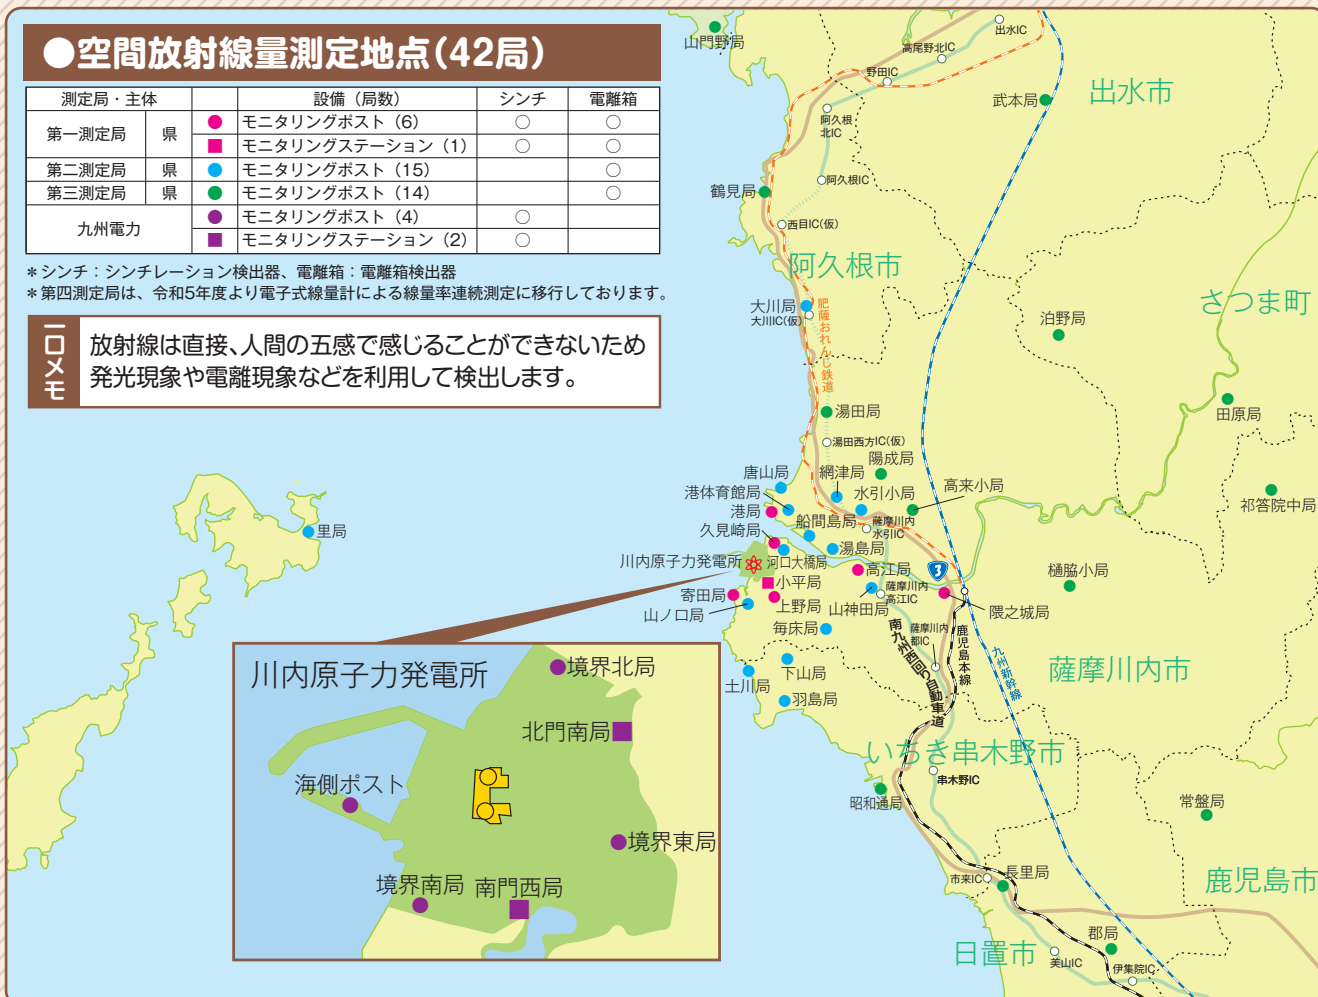 ●空間放射線量測定地点(42局)
測定局・主体 設備（局数） シンチ 電離箱
第一測定局 県 ● モニタリングポスト（6） ○ ○
■ モニタリングステーション（1） ○ ○
第二測定局 県 ● モニタリングポスト（15） ○
第三測定局 県 ● モニタリングポスト（14） ○
九州電力 ● モニタリングポスト（4） ○
■ モニタリングステーション（2） ○
＊シンチ：シンチレーション検出器、電離箱：電離箱検出器
＊第四測定局は、令和5年度より電子式線量計による線量率連続測定に移行しております。
一口メモ
放射線は直接、人間の五感で感じることができないため
発光現象や電離現象などを利用して検出します。
山門野局
出水IC
高尾野北IC
野田IC
出水市
武本局
阿久根
北IC
阿久根IC
鶴見局
西目IC(仮)
阿久根市
さつま町
大川局
大川IC(仮)
肥薩おれんじ鉄道
泊野局
田原局
湯田局
湯田西方IC(仮)
陽成局
唐山局
網津局
港体育館局
水引小局
高来小局
祁答院中局
港局
船間島局
薩摩川内
水引IC
里局
久見崎局
湯島局
川内原子力発電所
河口大橋局
高江局
3
樋脇小局
小平局
薩摩川内
高江IC
寄田局
上野局
山神田局
隈之城局
山ノ口局
毎床局
薩摩川内
都IC
南九州西回り自動車道
鹿児島本線
九州新幹線
下山局
土川局
薩摩川内市
羽島局
いちき串木野市
串木野IC
昭和通局
常盤局
市来IC
長里局
鹿児島市
郡局
日置市
美山IC
伊集院IC
川内原子力発電所
境界北局
北門南局
海側ポスト
境界東局
境界南局
南門西局